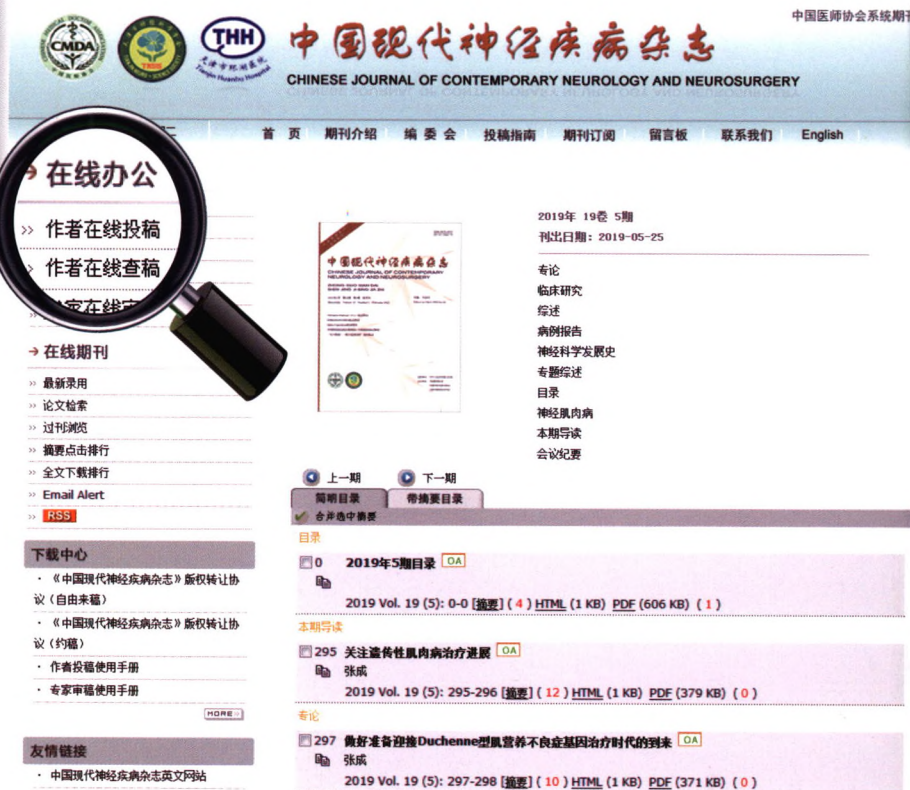 中国医师协会系统期刊
CMDA
THH
天津市环湖医院
Tianjin Huanhu Hospital
中国现代神经疾病杂志
CHINESE JOURNAL OF CONTEMPORARY NEUROLOGY AND NEUROSURGERY
首 页 期刊介绍 编 委 会 投稿指南 期刊订阅 留言板 联系我们 English
→ 在线办公
» 作者在线投稿
» 作者在线查稿
→ 在线期刊
» 最新录用
» 论文检索
» 过刊浏览
» 摘要点击排行
» 全文下载排行
» Email Alert
» RSS
下载中心
· 《中国现代神经疾病杂志》版权转让协
议（自由来稿）
· 《中国现代神经疾病杂志》版权转让协
议（约稿）
· 作者投稿使用手册
· 专家审稿使用手册
MORE
友情链接
· 中国现代神经疾病杂志英文网站
中国现代神经疾病杂志
CHINESE JOURNAL OF CONTEMPORARY
NEUROLOGY AND NEUROSURGERY
2019年 19卷 5期
刊出日期: 2019-05-25
专论
临床研究
综述
病例报告
神经科学发展史
专题综述
目录
神经肌肉病
本期导读
会议纪要
上一期 下一期
简明目录 带摘要目录
合并选中摘要
目录
0 2019年5期目录 OA
2019 Vol. 19 (5): 0-0 [摘要] ( 4 ) HTML (1 KB) PDF (606 KB) ( 1 )
本期导读
295 关注遗传性肌肉病治疗进展 OA
张成
2019 Vol. 19 (5): 295-296 [摘要] ( 12 ) HTML (1 KB) PDF (379 KB) ( 0 )
专论
297 做好准备迎接Duchenne型肌营养不良症基因治疗时代的到来 OA
张成
2019 Vol. 19 (5): 297-298 [摘要] ( 10 ) HTML (1 KB) PDF (371 KB) ( 0 )